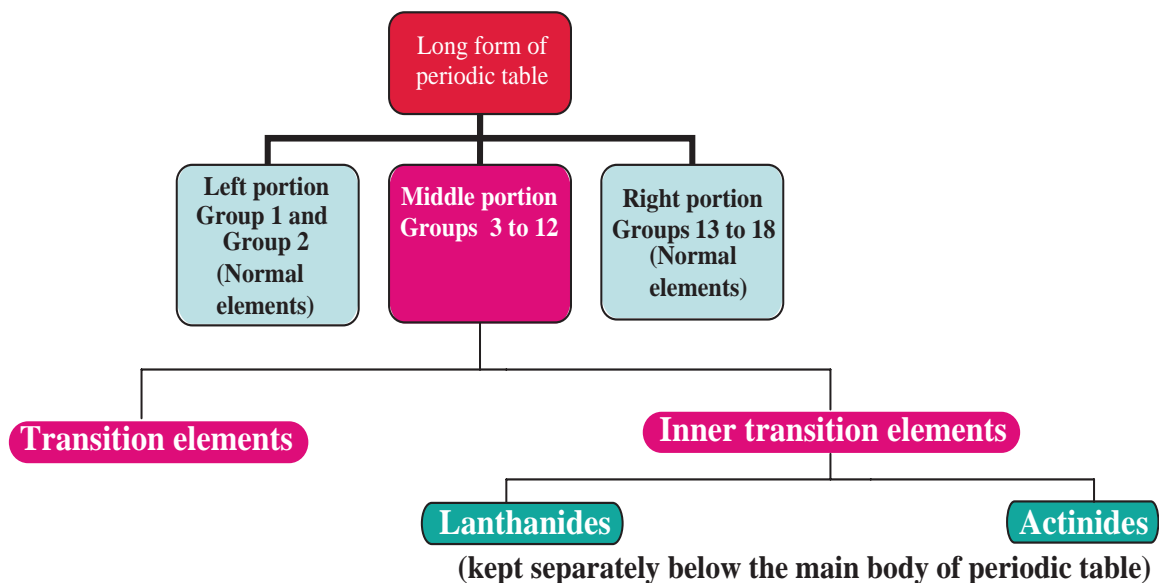 Long form of
periodic table
Left portion
Group 1 and
Group 2
(Normal
elements)
Middle portion
Groups 3 to 12
Right portion
Groups 13 to 18
(Normal
elements)
Transition elements
Inner transition elements
Lanthanides
Actinides
(kept separately below the main body of periodic table)